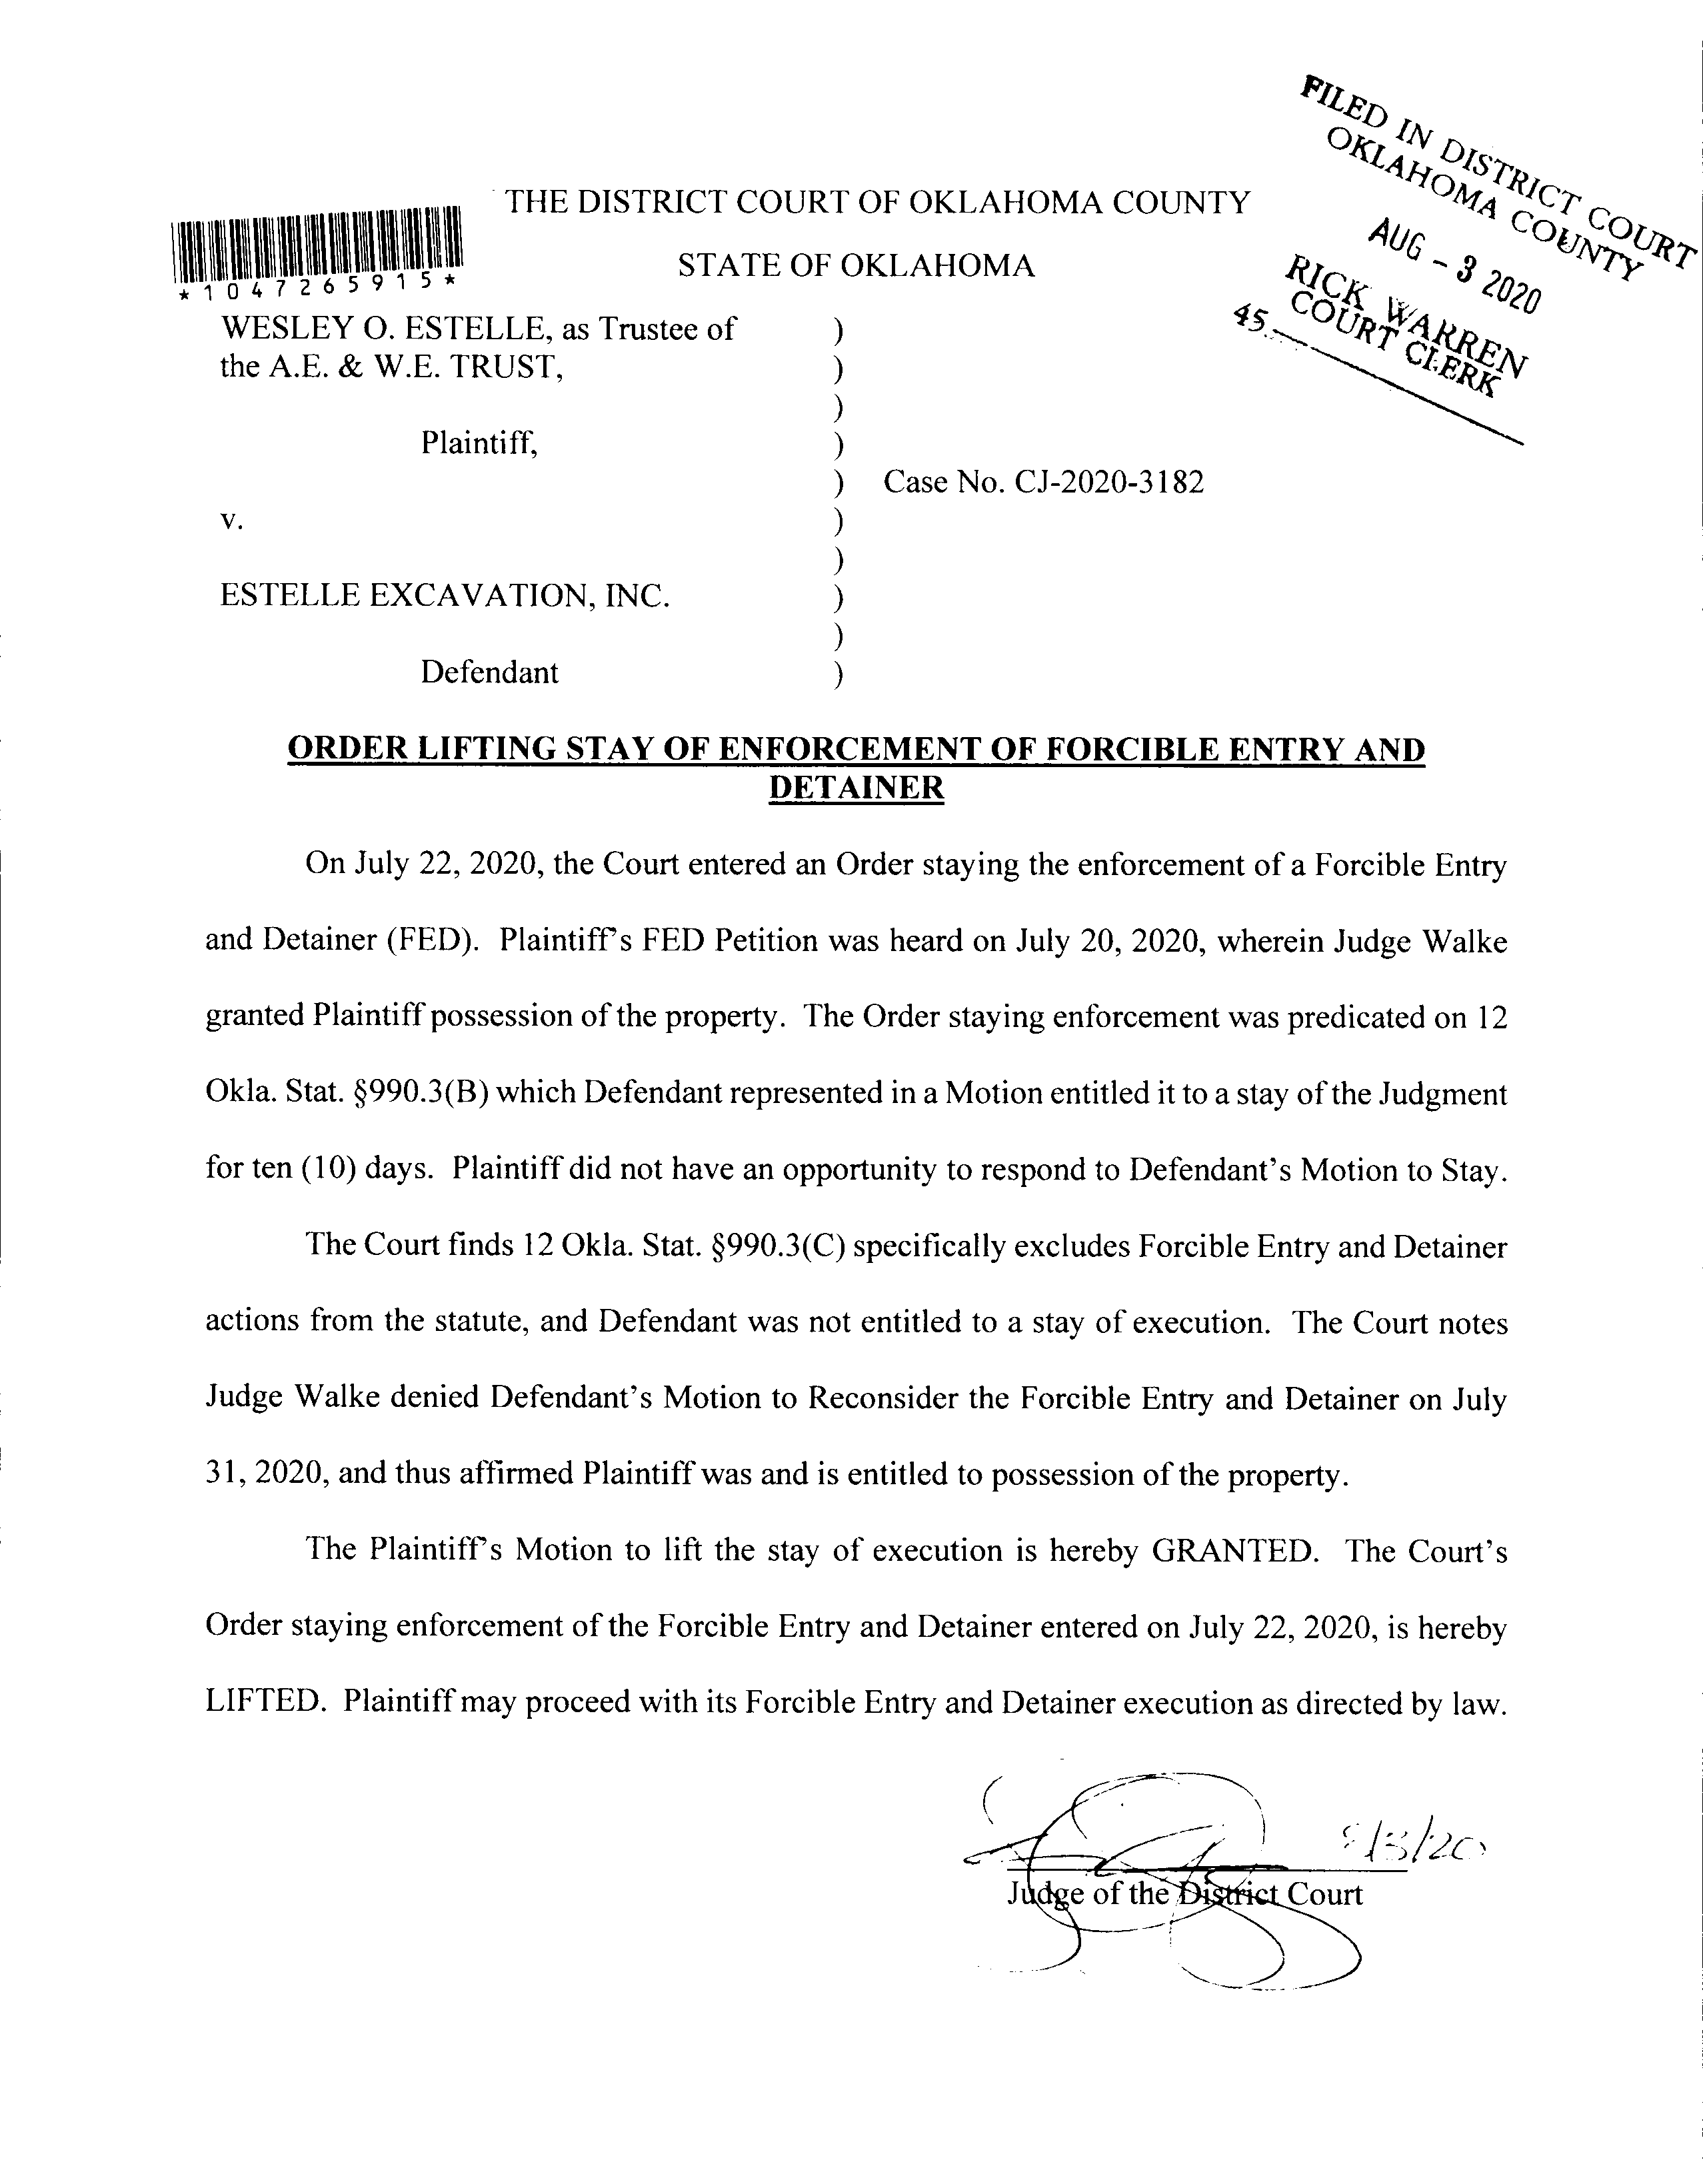 FILED IN DISTRICT COURT
OKLAHOMA COUNTY
AUG - 3 2020
RICK WARREN
COURT CLERK
45.
THE DISTRICT COURT OF OKLAHOMA COUNTY
STATE OF OKLAHOMA
*1047265915*
WESLEY O. ESTELLE, as Trustee of )
the A.E. & W.E. TRUST, )
)
Plaintiff, )
) Case No. CJ-2020-3182
v. )
)
ESTELLE EXCAVATION, INC. )
)
Defendant )
ORDER LIFTING STAY OF ENFORCEMENT OF FORCIBLE ENTRY AND
DETAINER
On July 22, 2020, the Court entered an Order staying the enforcement of a Forcible Entry
and Detainer (FED). Plaintiff's FED Petition was heard on July 20, 2020, wherein Judge Walke
granted Plaintiff possession of the property. The Order staying enforcement was predicated on 12
Okla. Stat. §990.3(B) which Defendant represented in a Motion entitled it to a stay of the Judgment
for ten (10) days. Plaintiff did not have an opportunity to respond to Defendant's Motion to Stay.
The Court finds 12 Okla. Stat. §990.3(C) specifically excludes Forcible Entry and Detainer
actions from the statute, and Defendant was not entitled to a stay of execution. The Court notes
Judge Walke denied Defendant's Motion to Reconsider the Forcible Entry and Detainer on July
31, 2020, and thus affirmed Plaintiff was and is entitled to possession of the property.
The Plaintiff's Motion to lift the stay of execution is hereby GRANTED. The Court's
Order staying enforcement of the Forcible Entry and Detainer entered on July 22, 2020, is hereby
LIFTED. Plaintiff may proceed with its Forcible Entry and Detainer execution as directed by law.
8/3/20
Judge of the District Court